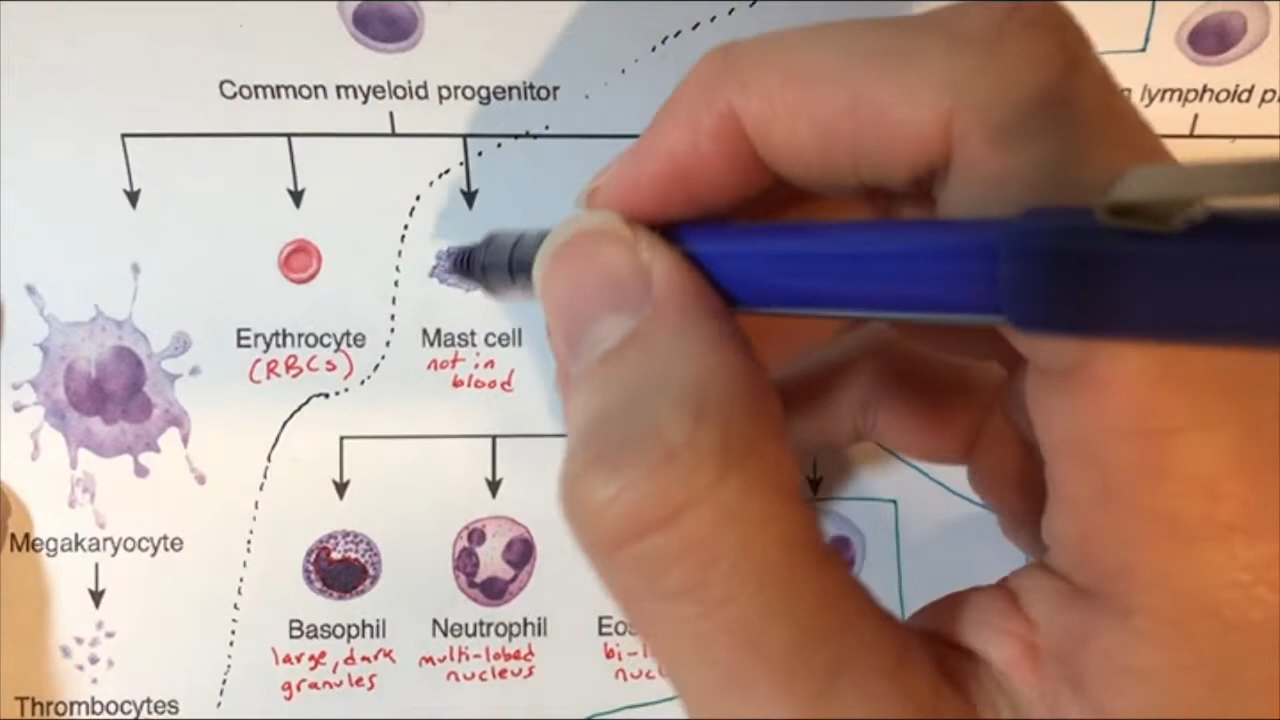 Common myeloid progenitor
lymphoid
Erythrocyte
(RBCs)
Mast cell
not in
blood
Megakaryocyte
Basophil
large, dark
granules
Neutrophil
multi-lobed
nucleus
Thrombocytes